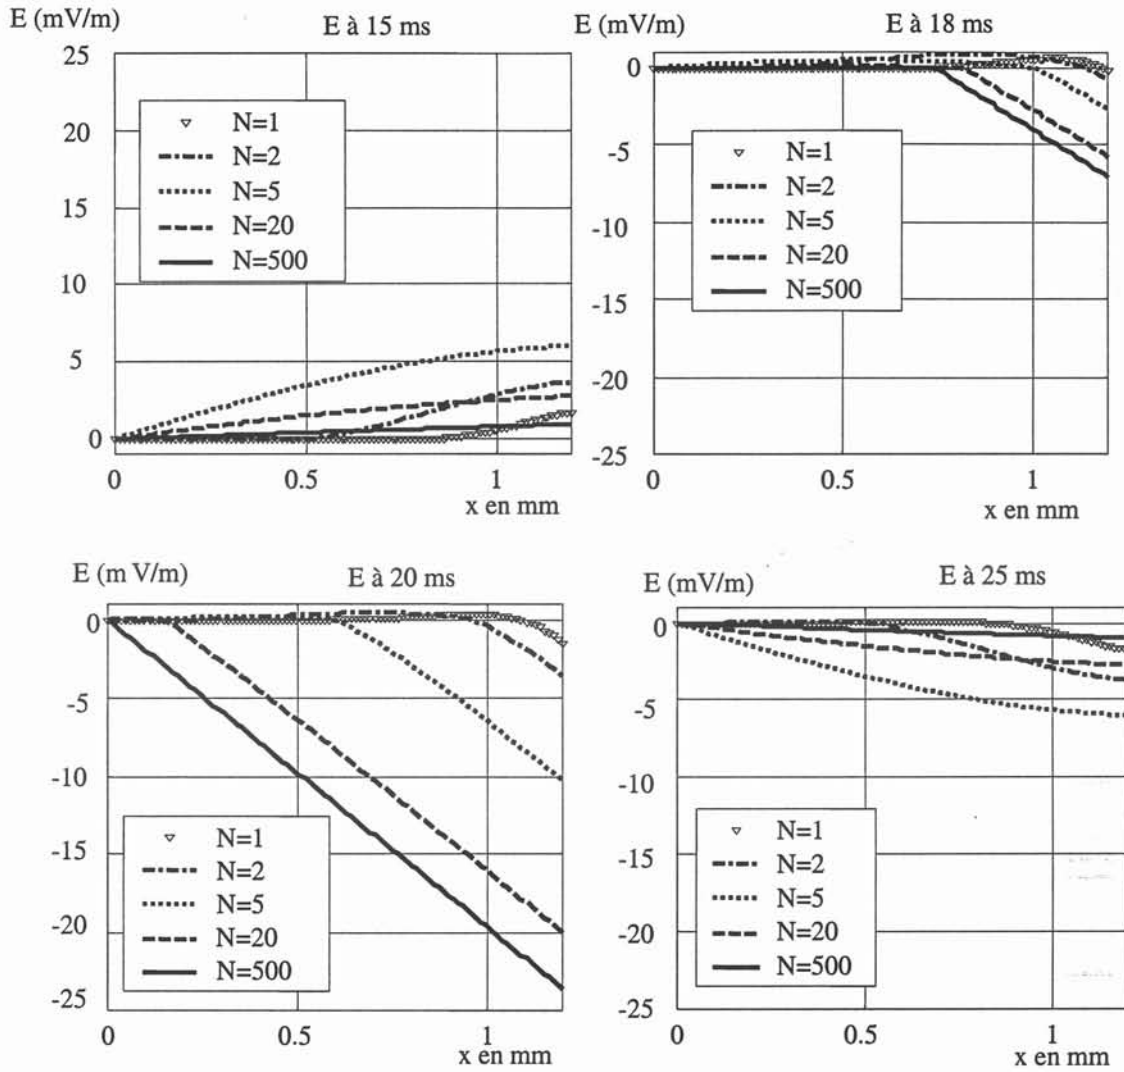 E (mV/m)
E à 15 ms
25
20
15
10
5
0
N=1
N=2
N=5
N=20
N=500
0
0.5
1
x en mm
E (mV/m)
E à 18 ms
0
-5
-10
-15
-20
-25
N=1
N=2
N=5
N=20
N=500
0
0.5
1
x en mm
E (m V/m)
E à 20 ms
0
-5
-10
-15
-20
-25
N=1
N=2
N=5
N=20
N=500
0
0.5
1
x en mm
E (mV/m)
E à 25 ms
0
-5
-10
-15
-20
-25
N=1
N=2
N=5
N=20
N=500
0
0.5
1
x en mm